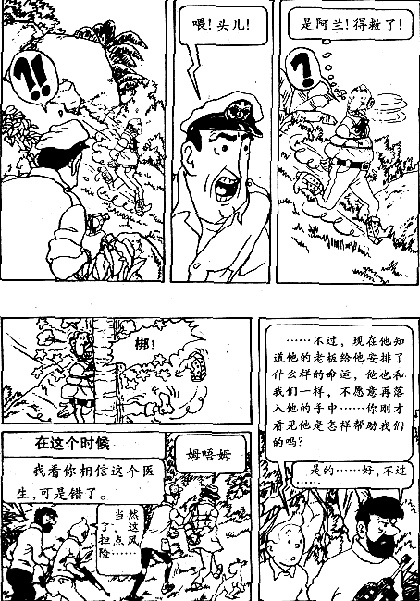 ?!
喂!头儿!
?
是阿兰!得救了!
梆!
在这个时候
我看你相信这个医
生,可是错了。
当然
了,这
担点风
险……
姆唔姆
……不过,现在他知
道他的老板给他安排了
什么样的命运,他也和
我们一样,不愿意再落
入她的手中……你刚才
看见他是怎样帮助我们
的吗?
是的……好,不过
……